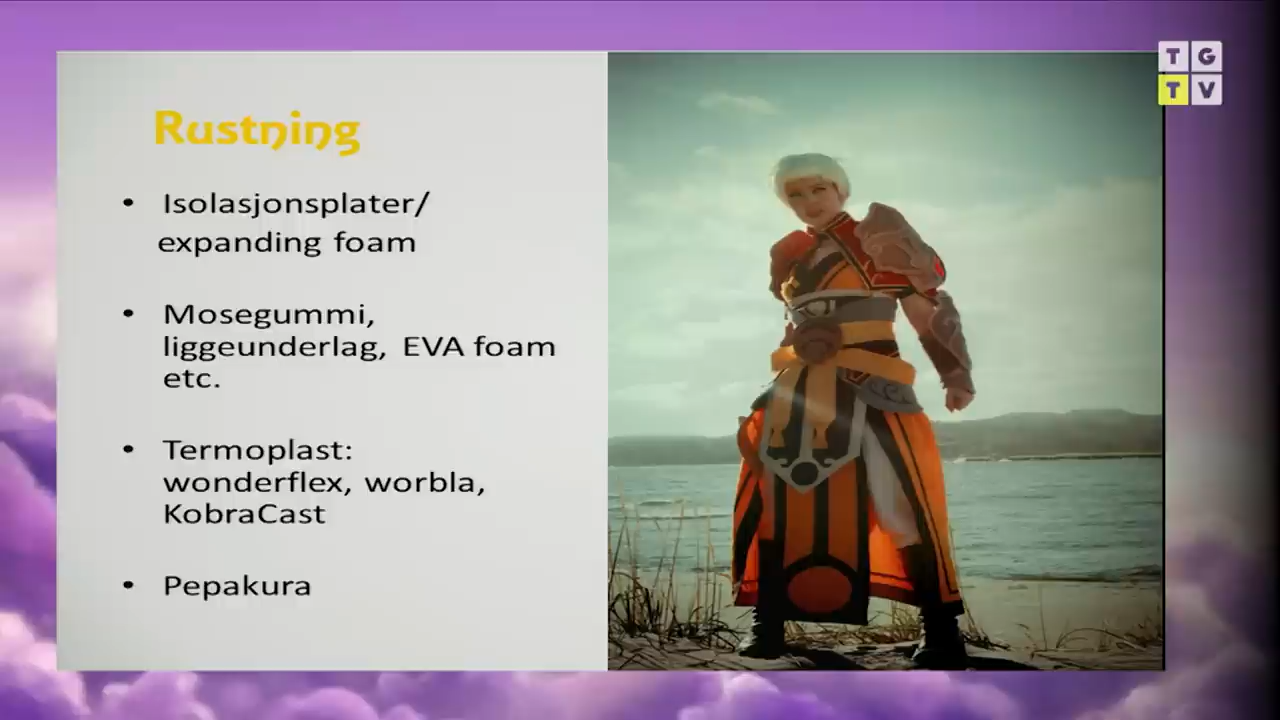 TG
TV
Rustning
• Isolasjonsplater/
expanding foam
• Mosegummi,
liggeunderlag, EVA foam
etc.
• Termoplast:
wonderflex, worbla,
KobraCast
• Pepakura